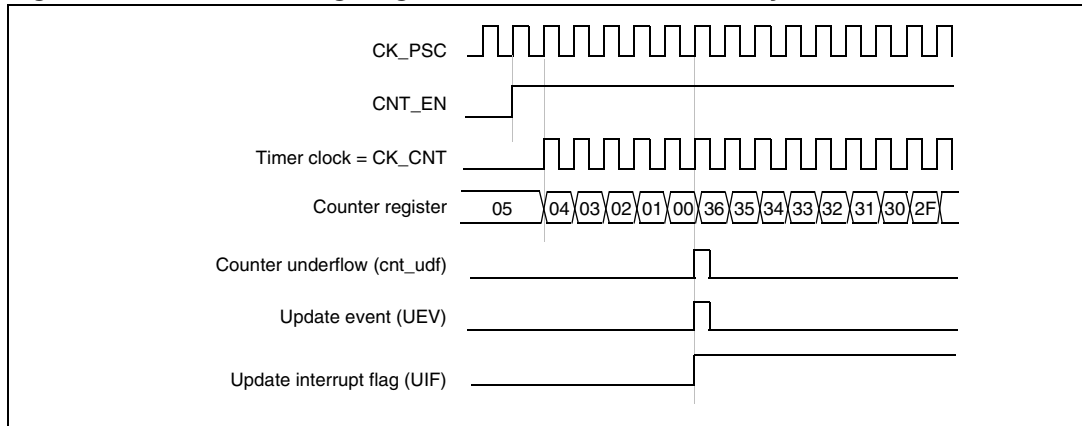 CK_PSC
CNT_EN
Timer clock = CK_CNT
Counter register 05 04 03 02 01 00 36 35 34 33 32 31 30 2F
Counter underflow (cnt_udf)
Update event (UEV)
Update interrupt flag (UIF)